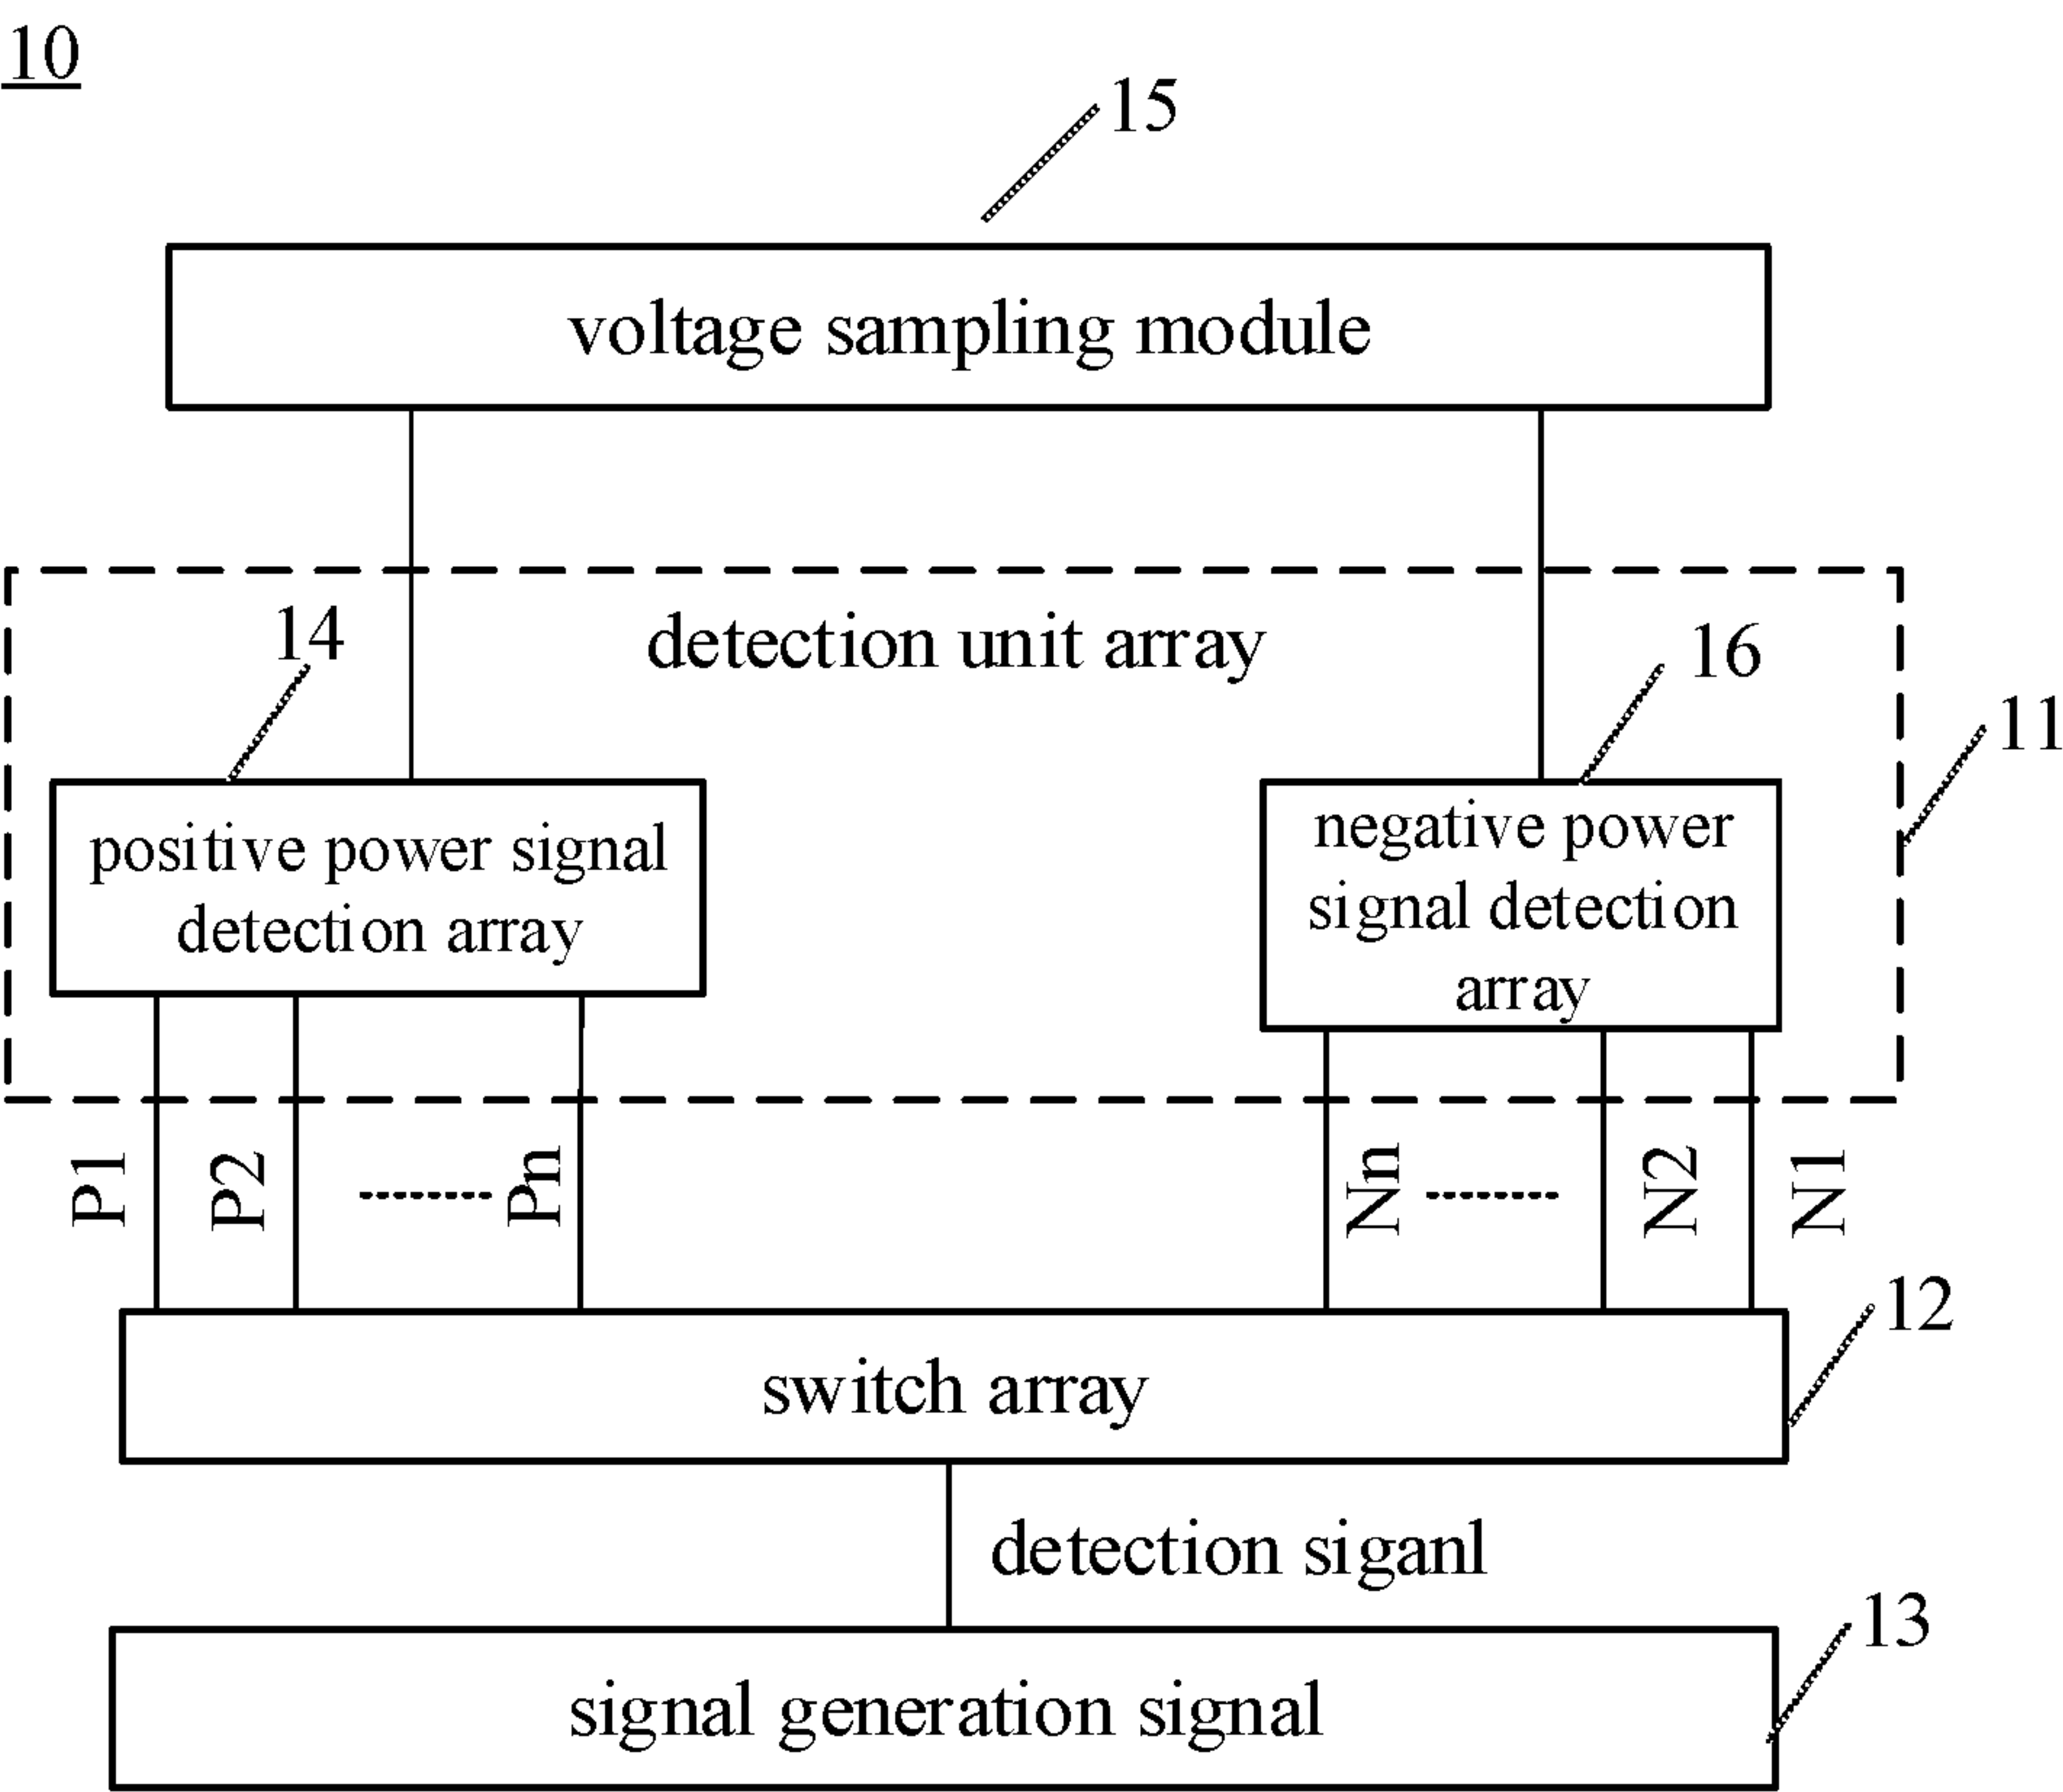 10
15
voltage sampling module
14
detection unit array
16
11
positive power signal
detection array
negative power
signal detection
array
P1
P2
Pn
Nn
N2
N1
12
switch array
detection siganl
13
signal generation signal